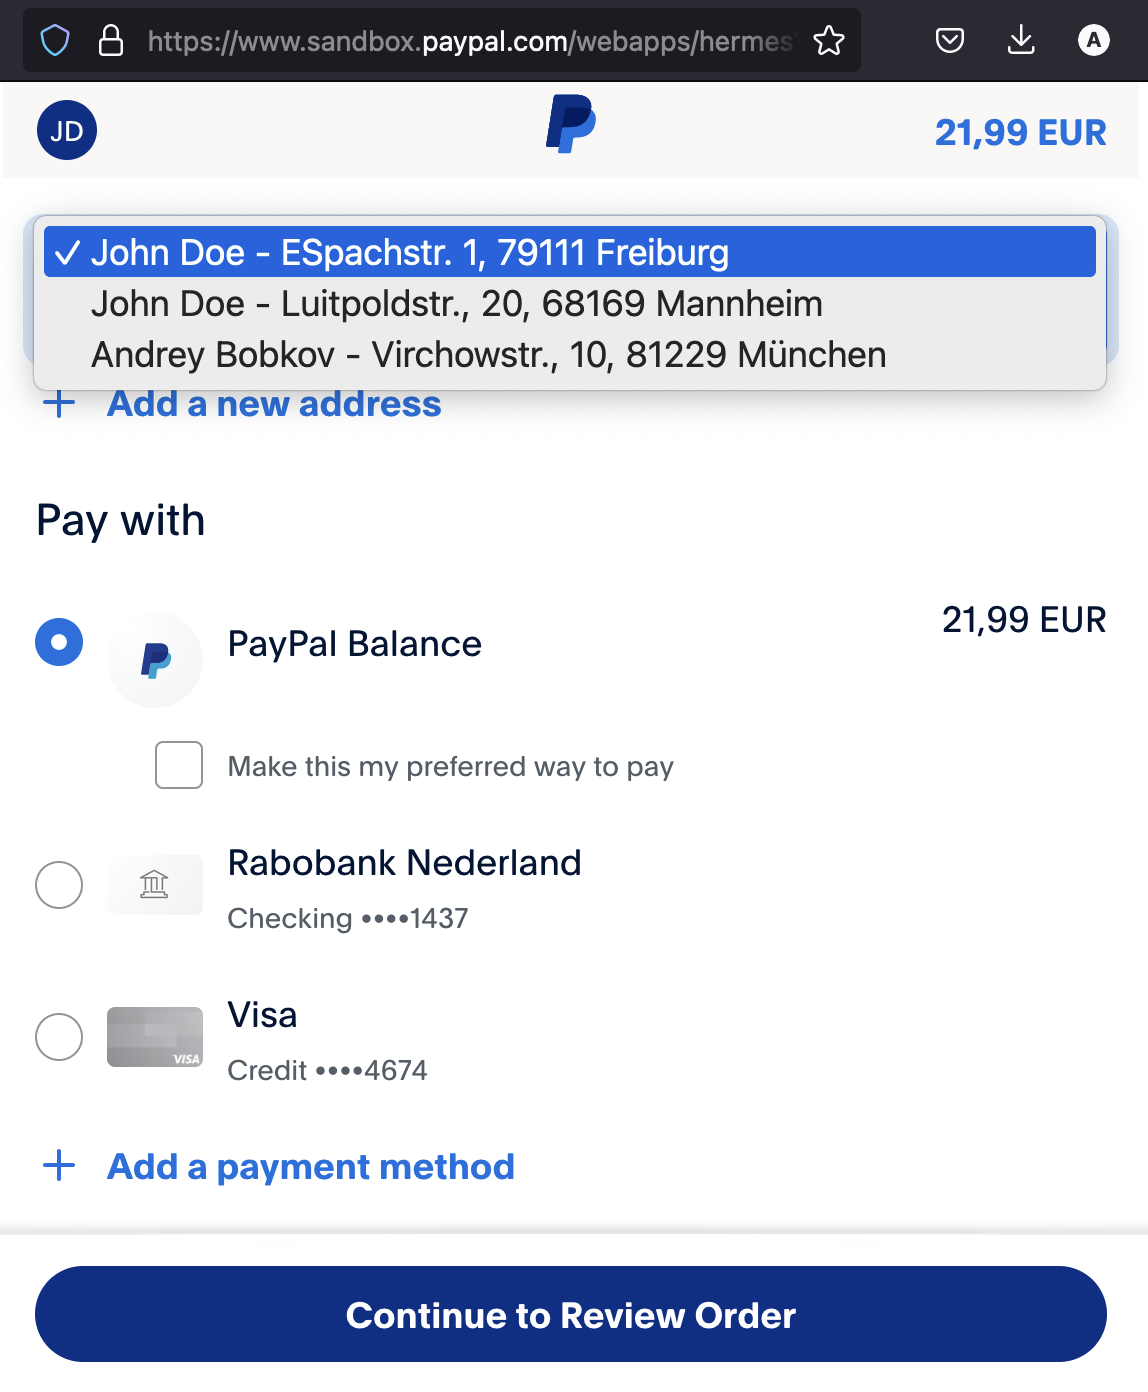 https://www.sandbox.paypal.com/webapps/hermes
A
JD
21,99 EUR
✓ John Doe - ESpachstr. 1, 79111 Freiburg
John Doe - Luitpoldstr., 20, 68169 Mannheim
Andrey Bobkov - Virchowstr., 10, 81229 München
+ Add a new address
Pay with
PayPal Balance
21,99 EUR
Make this my preferred way to pay
Rabobank Nederland
Checking ••••1437
Visa
VISA
Credit ••••4674
+ Add a payment method
Continue to Review Order